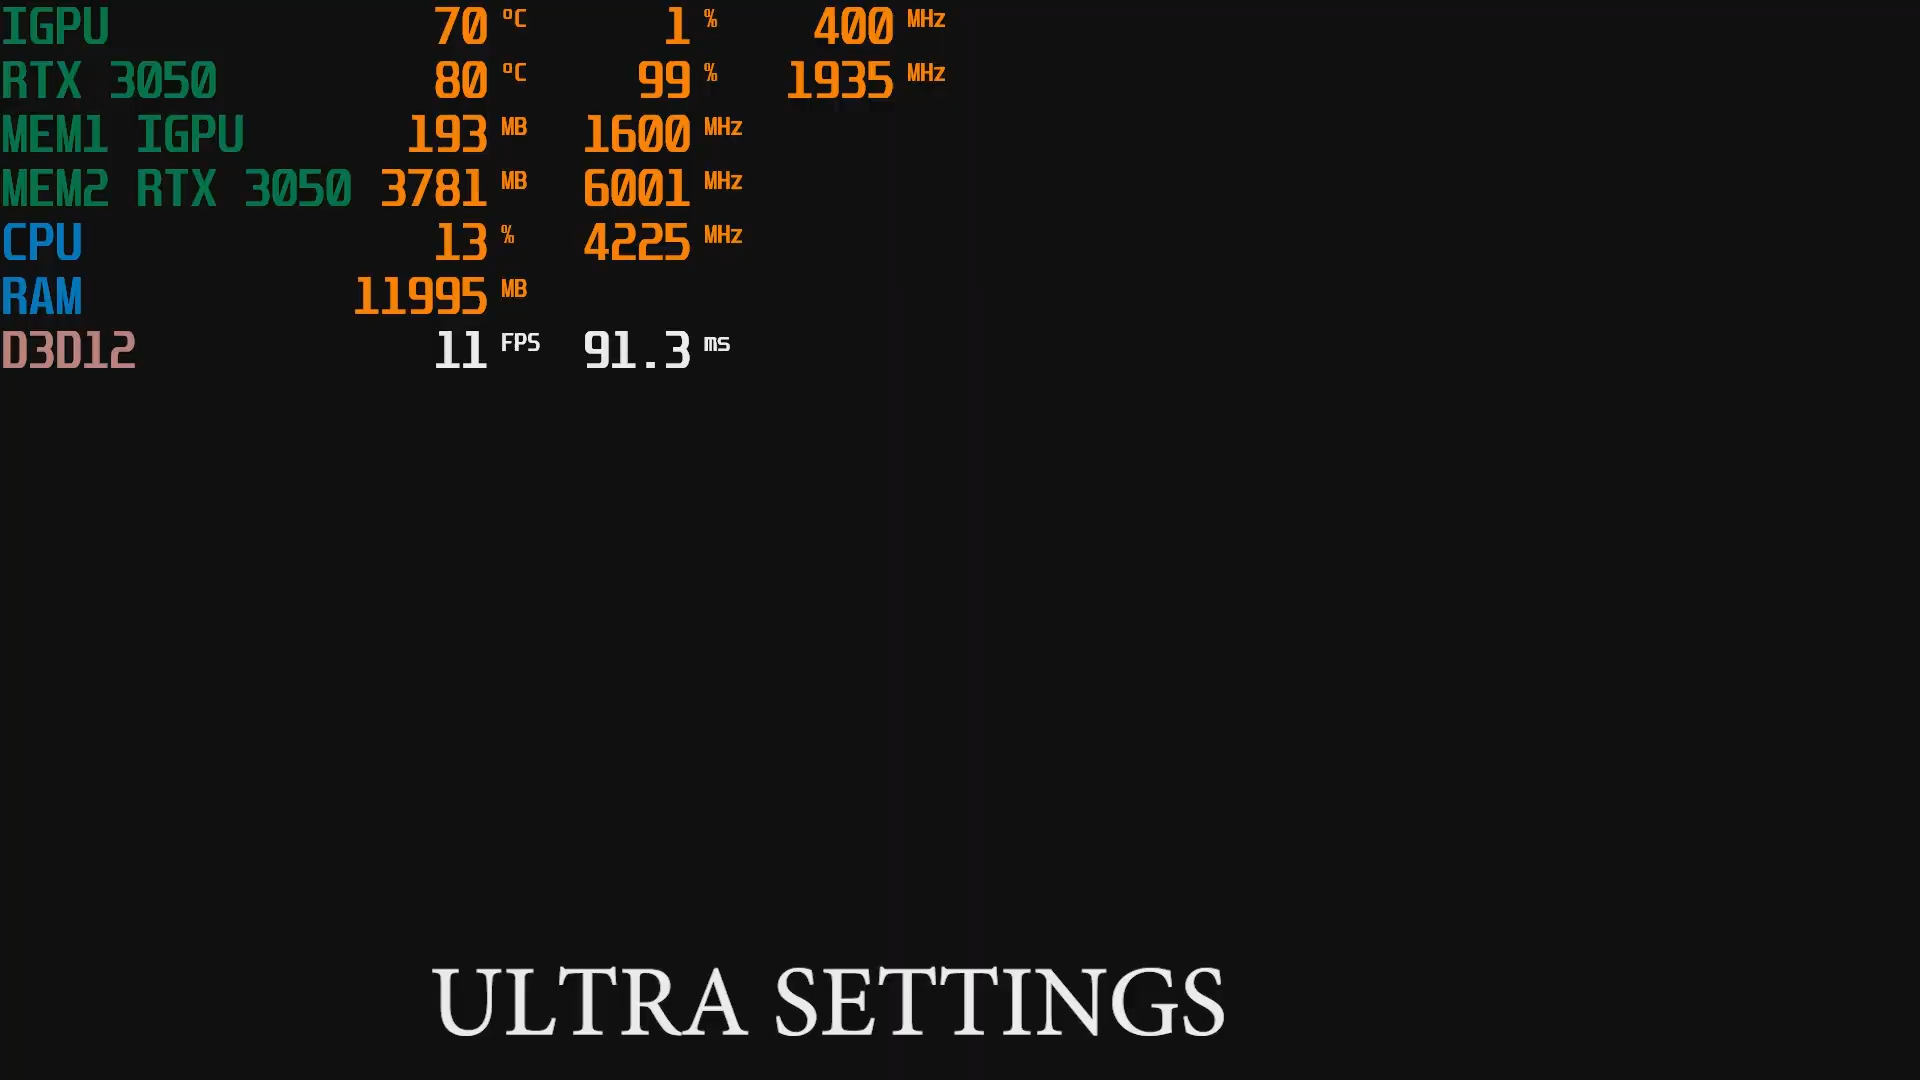 IGPU 70 °C 1 % 400 MHz
RTX 3050 80 °C 99 % 1935 MHz
MEM1 IGPU 193 MB 1600 MHz
MEM2 RTX 3050 3781 MB 6001 MHz
CPU 13 % 4225 MHz
RAM 11995 MB
D3D12 11 FPS 91.3 ms
ULTRA SETTINGS